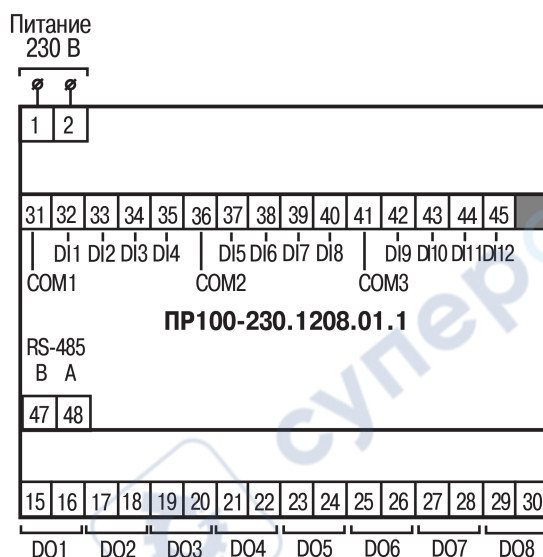 Питание
230 В
1 2
31 32 33 34 35 36 37 38 39 40 41 42 43 44 45
DI1 DI2 DI3 DI4 DI5 DI6 DI7 DI8 DI9 DI10 DI11 DI12
COM1 COM2 COM3
ПР100-230.1208.01.1
RS-485
B A
47 48
15 16 17 18 19 20 21 22 23 24 25 26 27 28 29 30
DO1 DO2 DO3 DO4 DO5 DO6 DO7 DO8
супер